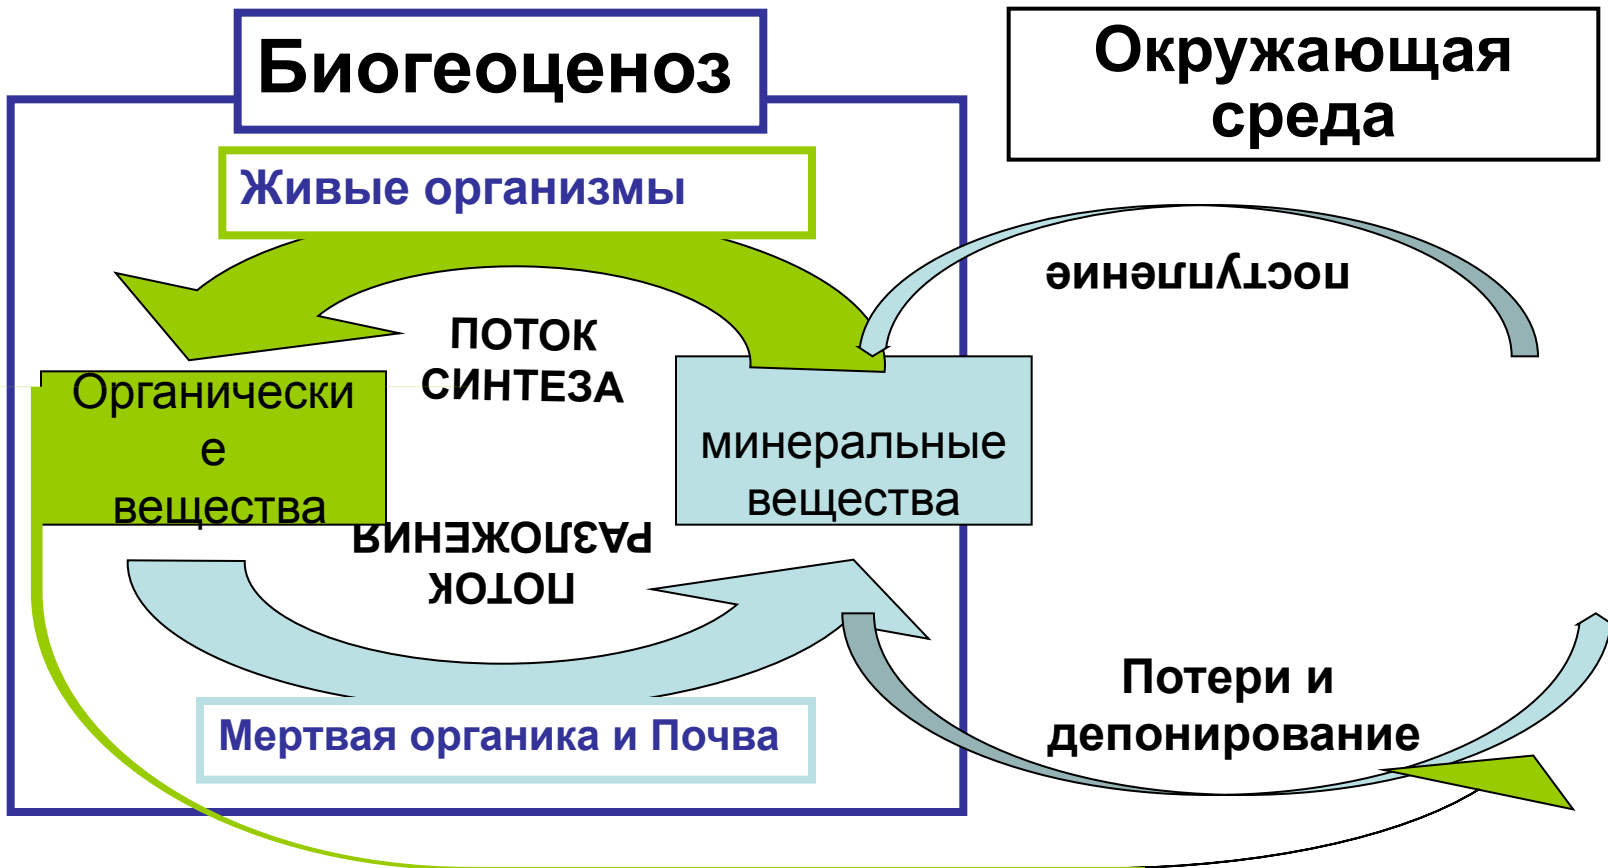 Биогеоценоз
Окружающая
среда
Живые организмы
поступление
ПОТОК
СИНТЕЗА
Органически
е
вещества
минеральные
вещества
ПОТОК
РАЗЛОЖЕНИЯ
Потери и
депонирование
Мертвая органика и Почва